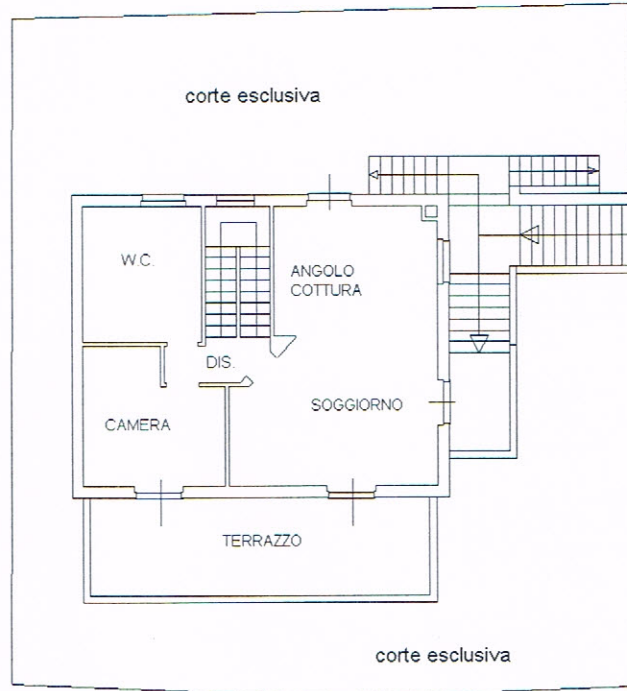 corte esclusiva
W.C.
ANGOLO
COTTURA
DIS.
SOGGIORNO
CAMERA
TERRAZZO
corte esclusiva